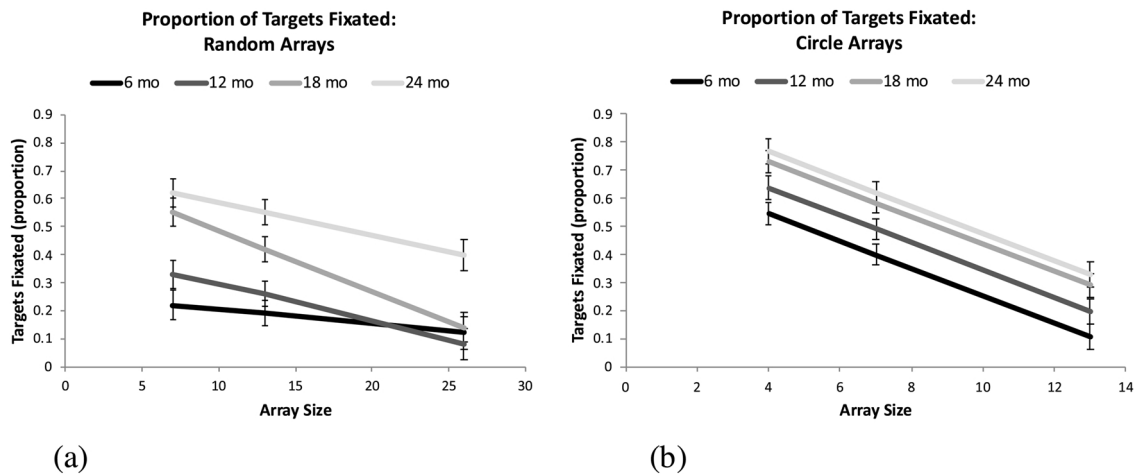 Proportion of Targets Fixated:
Random Arrays
6 mo 12 mo 18 mo 24 mo
Targets Fixated (proportion)
0.9
0.8
0.7
0.6
0.5
0.4
0.3
0.2
0.1
0
0 5 10 15 20 25 30
Array Size
(a)
Proportion of Targets Fixated:
Circle Arrays
6 mo 12 mo 18 mo 24 mo
Targets Fixated (proportion)
0.9
0.8
0.7
0.6
0.5
0.4
0.3
0.2
0.1
0
0 2 4 6 8 10 12 14
Array Size
(b)